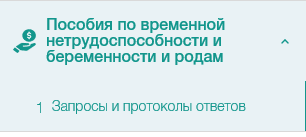 Пособия по временной
нетрудоспособности и
беременности и родам
1 Запросы и протоколы ответов